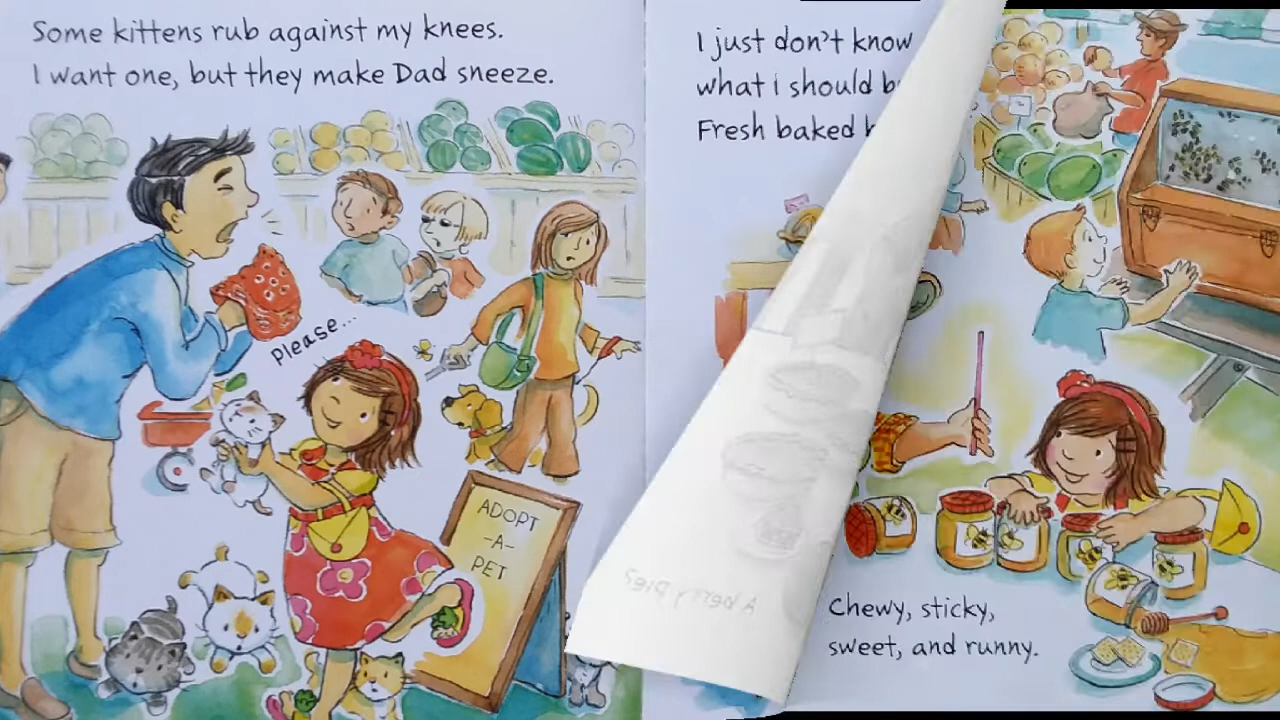 Some kittens rub against my knees.
I want one, but they make Dad sneeze.
Please...
ADOPT
-A-
PET
I just don't know
what I should
Fresh baked
Chewy, sticky,
sweet, and runny.